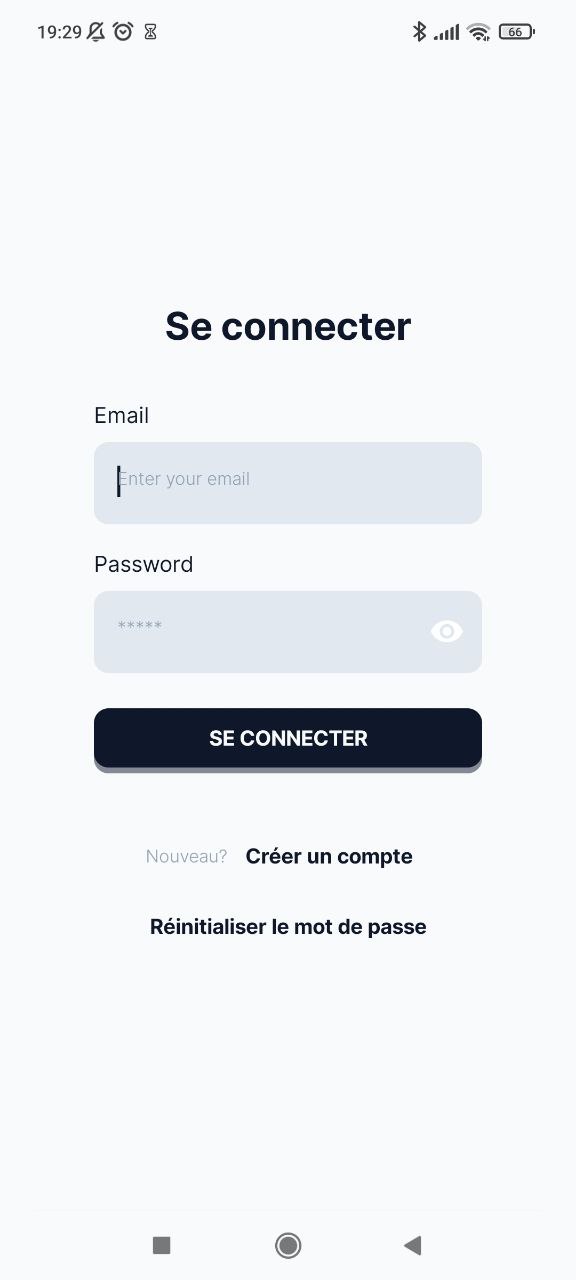 19:29
66
Se connecter
Email
Enter your email
Password
*****
SE CONNECTER
Nouveau? Créer un compte
Réinitialiser le mot de passe